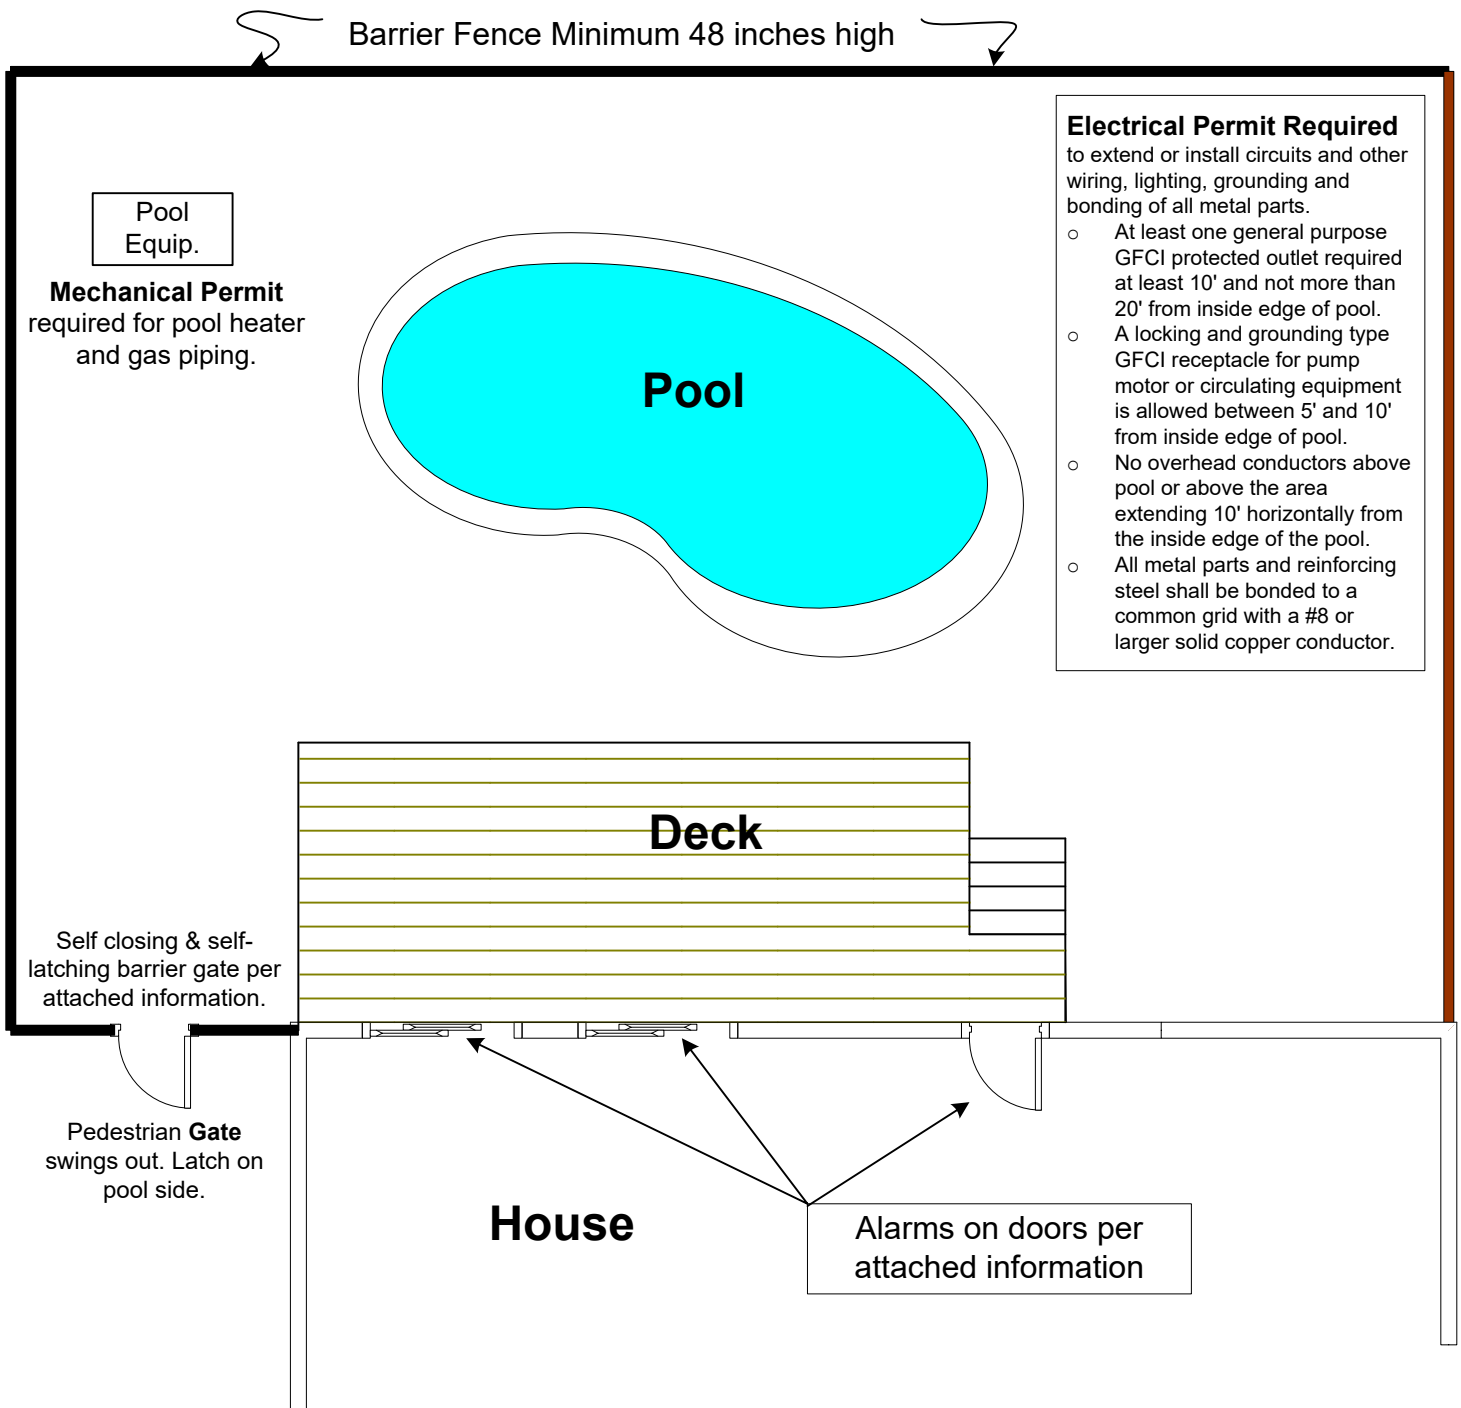 Barrier Fence Minimum 48 inches high
Pool
Equip.
Mechanical Permit
required for pool heater
and gas piping.
Pool
Electrical Permit Required
to extend or install circuits and other
wiring, lighting, grounding and
bonding of all metal parts.
○ At least one general purpose
GFCI protected outlet required
at least 10' and not more than
20' from inside edge of pool.
○ A locking and grounding type
GFCI receptacle for pump
motor or circulating equipment
is allowed between 5' and 10'
from inside edge of pool.
○ No overhead conductors above
pool or above the area
extending 10' horizontally from
the inside edge of the pool.
○ All metal parts and reinforcing
steel shall be bonded to a
common grid with a #8 or
larger solid copper conductor.
Deck
Self closing & self-
latching barrier gate per
attached information.
Pedestrian Gate
swings out. Latch on
pool side.
House
Alarms on doors per
attached information